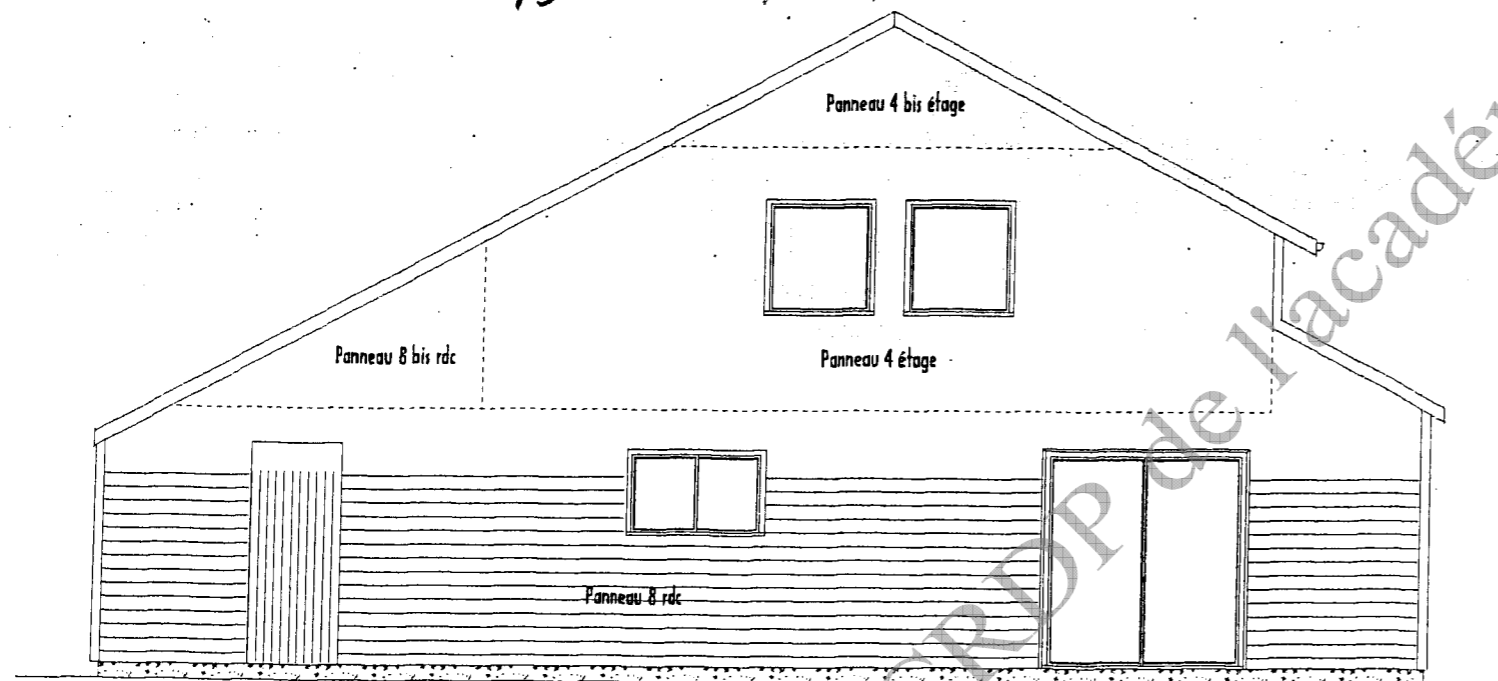 Panneau 4 bis étage
Panneau 8 bis rdc
Panneau 4 étage
Panneau 8 rdc
CRDP de l'acadé